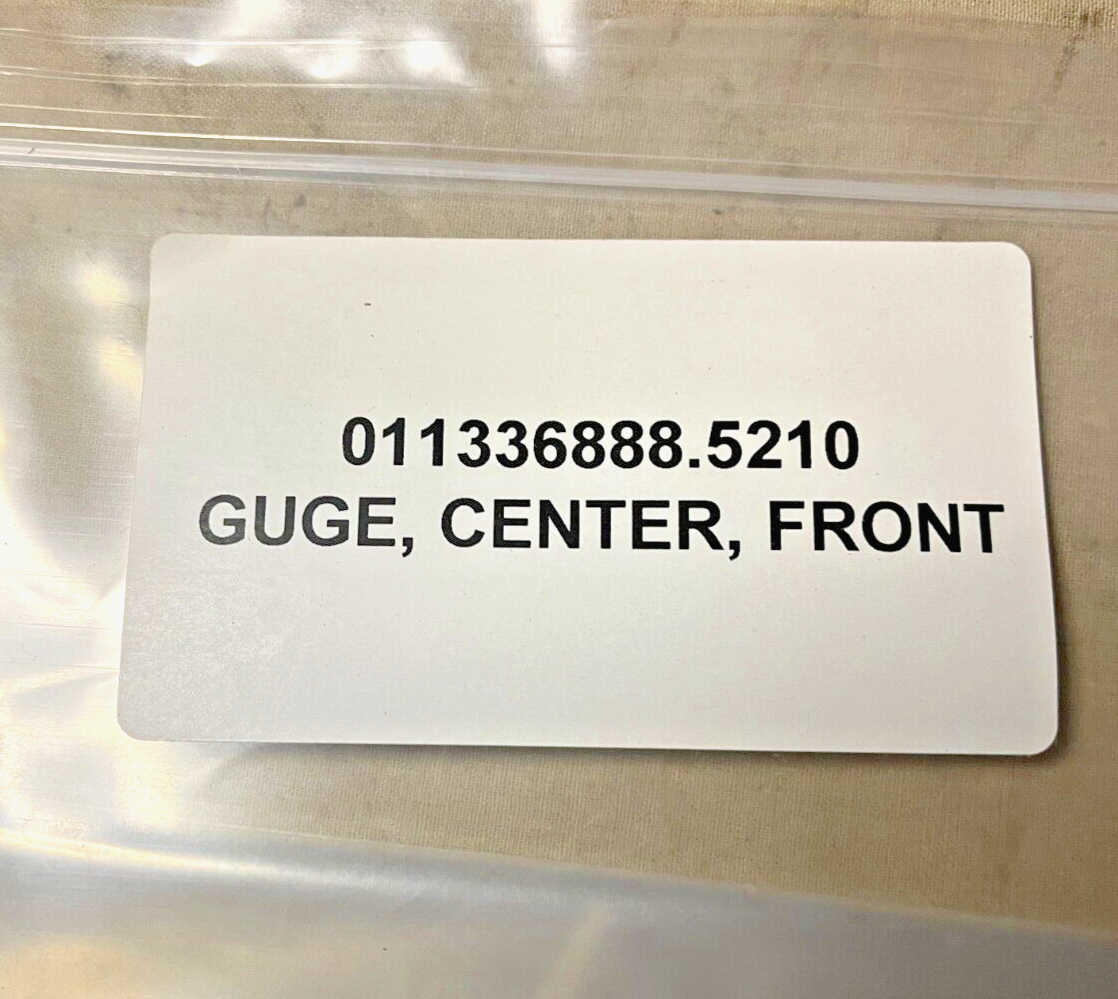 011336888.5210
GUGE, CENTER, FRONT